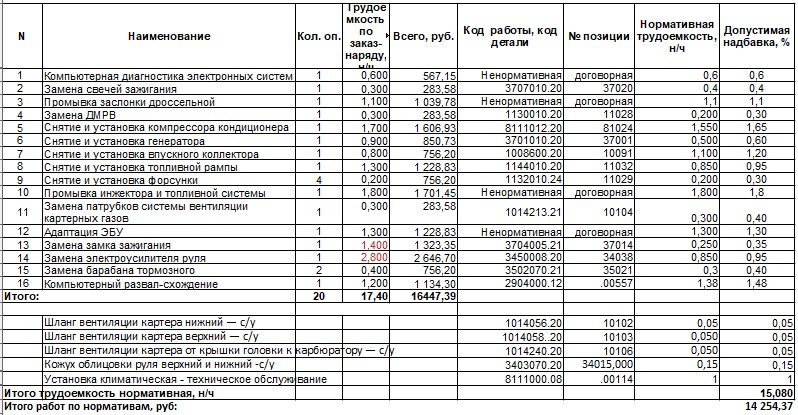 N Наименование Кол. оп. Трудое мкость по заказ- наряду, н/ч Всего, руб. Код работы, код детали № позиции Нормативная трудоемкость, н/ч Допустимая надбавка, %
1 Компьютерная диагностика электронных систем 1 0,600 567,15 Ненормативная договорная 0,6 0,6
2 Замена свечей зажигания 1 0,300 283,58 3707010.20 37020 0,4 0,4
3 Промывка заслонки дроссельной 1 1,100 1 039,78 Ненормативная договорная 1,1 1,1
4 Замена ДМРВ 1 0,300 283,58 1130010.20 11028 0,200 0,30
5 Снятие и установка компрессора кондиционера 1 1,700 1 606,93 8111012.20 81024 1,550 1,65
6 Снятие и установка генератора 1 0,900 850,73 3701010.20 37001 0,500 0,60
7 Снятие и установка впускного коллектора 1 0,800 756,20 1008600.20 10091 1,100 1,20
8 Снятие и установка топливной рампы 1 1,300 1 228,83 1144010.20 11032 0,850 0,95
9 Снятие и установка форсунки 4 0,200 756,20 1132010.24 11029 0,200 0,30
10 Промывка инжектора и топливной системы 1 1,800 1 701,45 Ненормативная договорная 1,800 1,8
11 Замена патрубков системы вентиляции картерных газов 1 0,300 283,58 1014213.21 10104 0,300 0,40
12 Адаптация ЭБУ 1 1,300 1 228,83 Ненормативная договорная 1,300 1,30
13 Замена замка зажигания 1 1,400 1 323,35 3704005.21 37014 0,250 0,35
14 Замена электроусилителя руля 1 2,800 2 646,70 3450008.20 34038 0,850 0,95
15 Замена барабана тормозного 2 0,400 756,20 3502070.21 35021 0,3 0,40
16 Компьютерный развал-схождение 1 1,200 1 134,30 2904000.12 .00557 1,38 1,48
Итого: 20 17,40 16447,39
Шланг вентиляции картера нижний — с/у 1014056.20 10102 0,05 0,05
Шланг вентиляции картера верхний — с/у 1014058..20 10103 0,050 0,05
Шланг вентиляции картера от крышки головки к карбюратору — с/у 1014240.20 10106 0,050 0,05
Кожух облицовки руля верхний и нижний -с/у 3403070.20 34015,000 0,15 0,15
Установка климатическая - техническое обслуживание 8111000.08 .00114 1 1
Итого трудоемкость нормативная, н/ч 15,080
Итого работ по нормативам, руб: 14 254,37